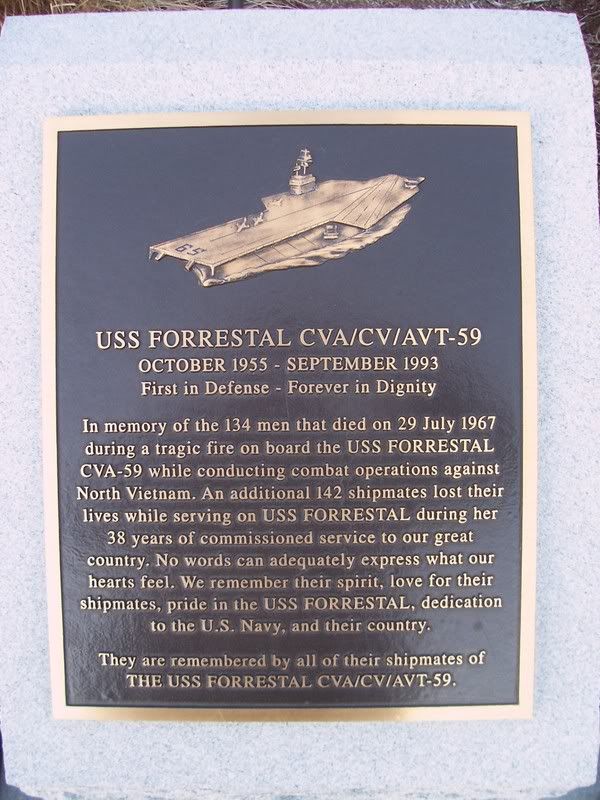 59
USS FORRESTAL CVA/CV/AVT-59
OCTOBER 1955 - SEPTEMBER 1993
First in Defense - Forever in Dignity
In memory of the 134 men that died on 29 July 1967
during a tragic fire on board the USS FORRESTAL
CVA-59 while conducting combat operations against
North Vietnam. An additional 142 shipmates lost their
lives while serving on USS FORRESTAL during her
38 years of commissioned service to our great
country. No words can adequately express what our
hearts feel. We remember their spirit, love for their
shipmates, pride in the USS FORRESTAL, dedication
to the U.S. Navy, and their country.
They are remembered by all of their shipmates of
THE USS FORRESTAL CVA/CV/AVT-59.